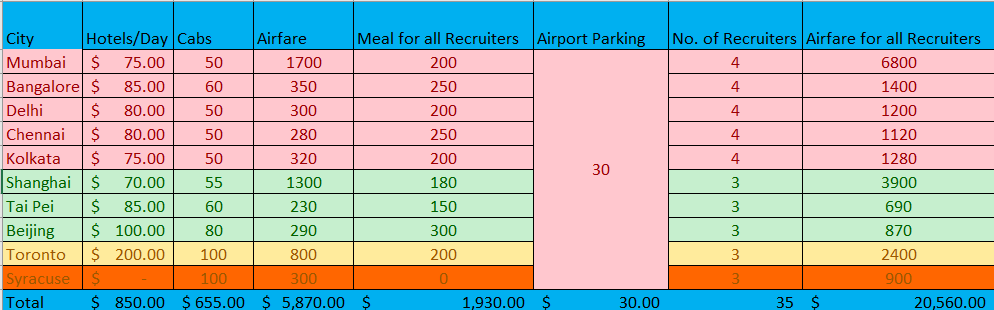 City Hotels/Day Cabs Airfare Meal for all Recruiters Airport Parking No. of Recruiters Airfare for all Recruiters
Mumbai $ 75.00 50 1700 200 4 6800
Bangalore $ 85.00 60 350 250 4 1400
Delhi $ 80.00 50 300 200 4 1200
Chennai $ 80.00 50 280 250 4 1120
Kolkata $ 75.00 50 320 200 4 1280
30
Shanghai $ 70.00 55 1300 180 3 3900
Tai Pei $ 85.00 60 230 150 3 690
Beijing $ 100.00 80 290 300 3 870
Toronto $ 200.00 100 800 200 3 2400
Syracuse $ - 100 300 0 3 900
Total $ 850.00 $ 655.00 $ 5,870.00 $ 1,930.00 $ 30.00 35 $ 20,560.00